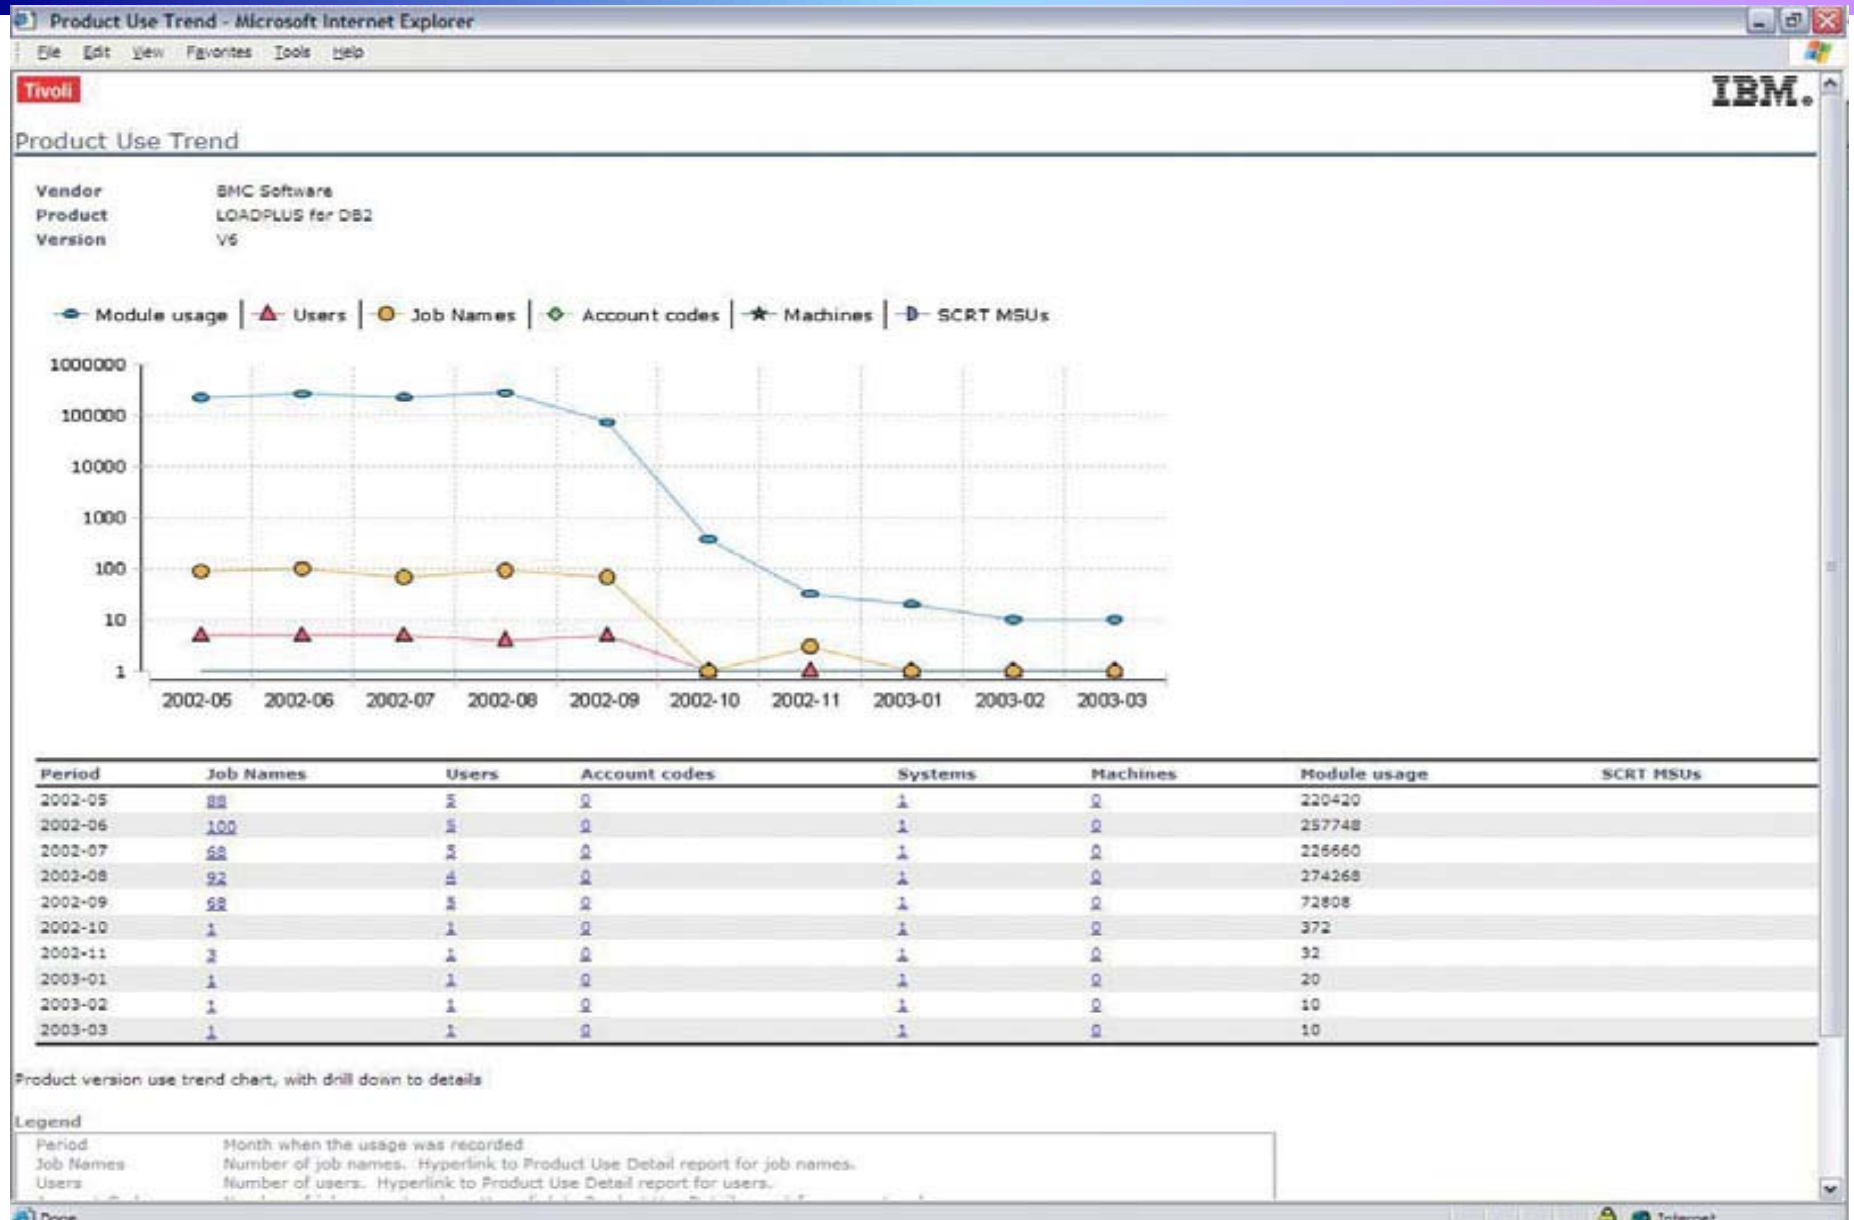 Product Use Trend - Microsoft Internet Explorer
File Edit View Favorites Tools Help
Tivoli
IBM.
Product Use Trend
Vendor BMC Software
Product LOADPLUS for DB2
Version V6
Module usage Users Job Names Account codes Machines SCRT MSUs
1000000
100000
10000
1000
100
10
1
2002-05 2002-06 2002-07 2002-08 2002-09 2002-10 2002-11 2003-01 2003-02 2003-03
Period Job Names Users Account codes Systems Machines Module usage SCRT MSUs
2002-05 88 5 0 1 0 220420
2002-06 100 5 0 1 0 257748
2002-07 68 5 0 1 0 226660
2002-08 92 4 0 1 0 274268
2002-09 68 5 0 1 0 72808
2002-10 1 1 0 1 0 372
2002-11 3 1 0 1 0 32
2003-01 1 1 0 1 0 20
2003-02 1 1 0 1 0 10
2003-03 1 1 0 1 0 10
Product version use trend chart, with drill down to details
Legend
Period Month when the usage was recorded
Job Names Number of job names. Hyperlink to Product Use Detail report for job names.
Users Number of users. Hyperlink to Product Use Detail report for users.
Done Internet